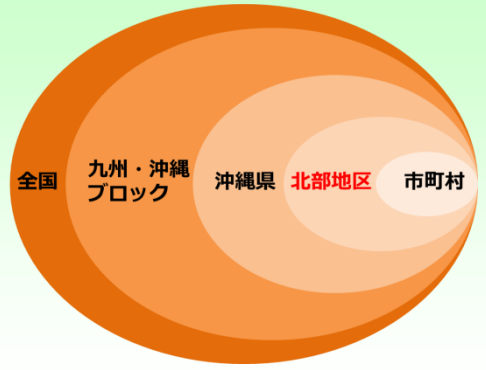 全国
九州・沖縄
ブロック
沖縄県
北部地区
市町村